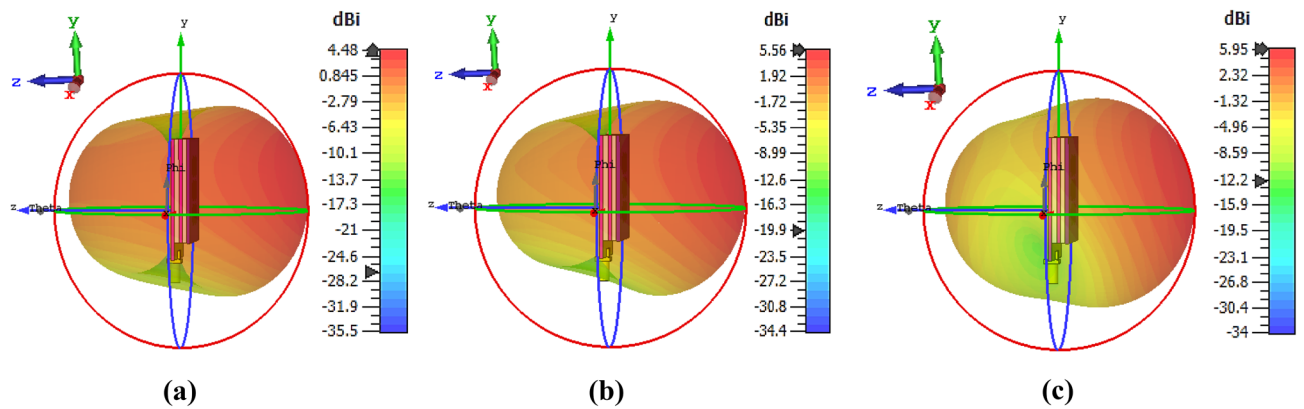 dBi
y
y
z
x
Phi
z
Theta
4.48
0.845
-2.79
-6.43
-10.1
-13.7
-17.3
-21
-24.6
-28.2
-31.9
-35.5
(a)
dBi
y
y
z
x
Phi
z
Theta
5.56
1.92
-1.72
-5.35
-8.99
-12.6
-16.3
-19.9
-23.5
-27.2
-30.8
-34.4
(b)
dBi
y
y
z
x
Phi
z
Theta
5.95
2.32
-1.32
-4.96
-8.59
-12.2
-15.9
-19.5
-23.1
-26.8
-30.4
-34
(c)